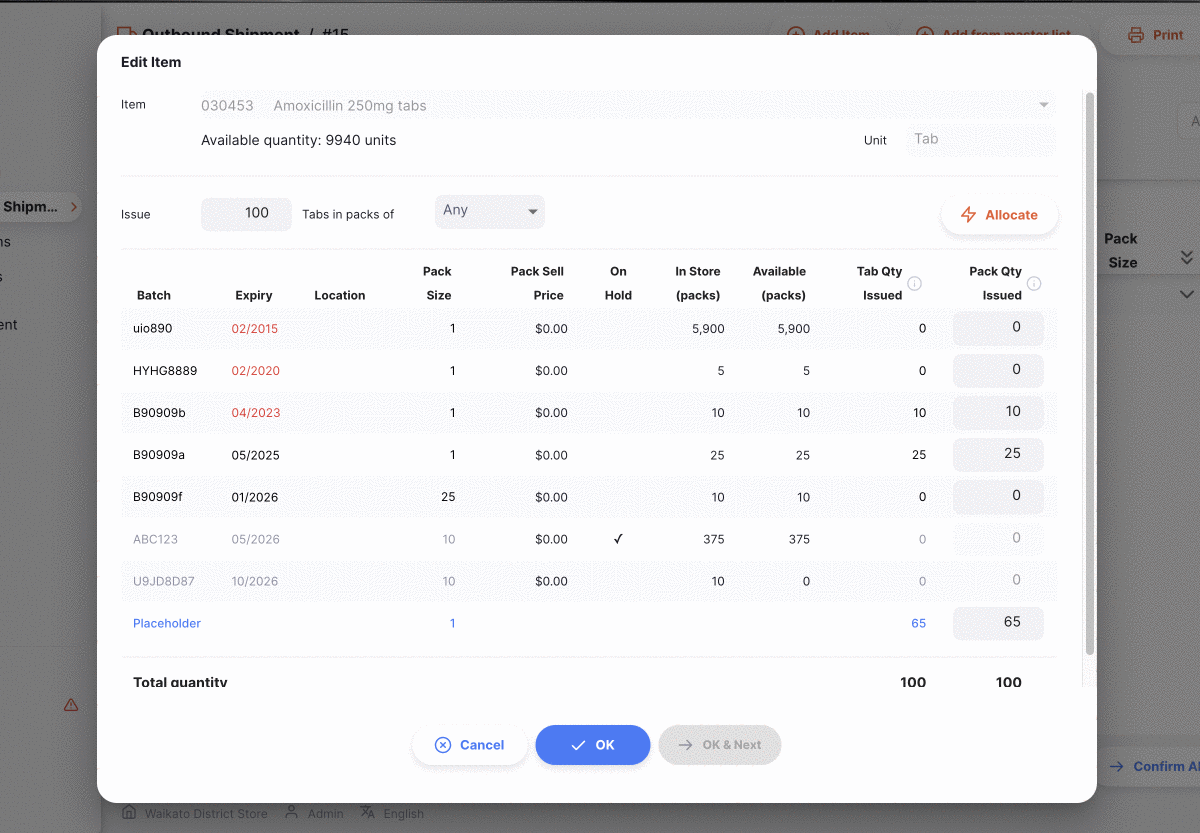 Outbound Shipment / #15
Add Item
Add from master list
Print
Edit Item
Item 030453 Amoxicillin 250mg tabs
Available quantity: 9940 units
Unit Tab
Issue 100 Tabs in packs of Any
Allocate
Batch Expiry Location Pack Size Pack Sell Price On Hold In Store (packs) Available (packs) Tab Qty Issued Pack Qty Issued
uio890 02/2015 1 $0.00 5,900 5,900 0 0
HYHG8889 02/2020 1 $0.00 5 5 0 0
B90909b 04/2023 1 $0.00 10 10 10 10
B90909a 05/2025 1 $0.00 25 25 25 25
B90909f 01/2026 25 $0.00 10 10 0 0
ABC123 05/2026 10 $0.00 ✓ 375 375 0 0
U9JD8D87 10/2026 10 $0.00 10 0 0 0
Placeholder 1 65 65
Total quantity 100 100
Cancel
OK
OK & Next
Shipm...
ns
s
ent
A
Pack
Size
Confirm Al
Waikato District Store
Admin
English